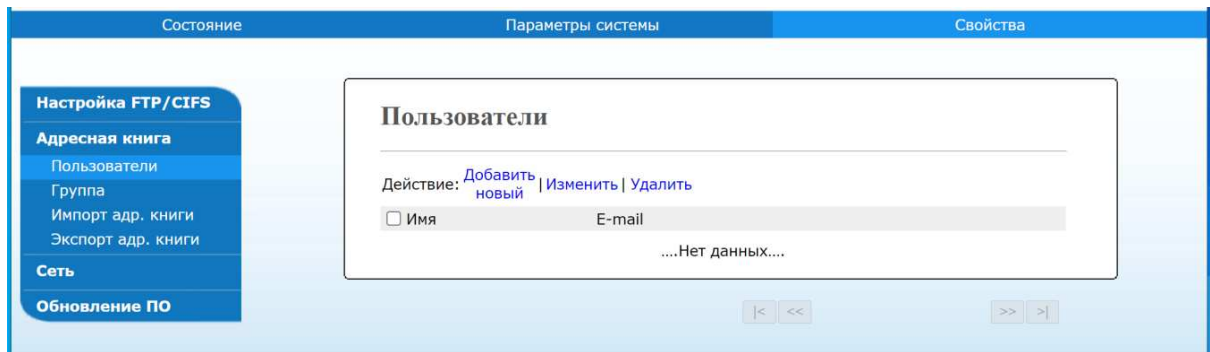 Состояние Параметры системы Свойства
Настройка FTP/CIFS
Адресная книга
Пользователи
Группа
Импорт адр. книги
Экспорт адр. книги
Сеть
Обновление ПО
Пользователи
Действие: Добавить новый | Изменить | Удалить
Имя E-mail
....Нет данных....
|< << >> >|